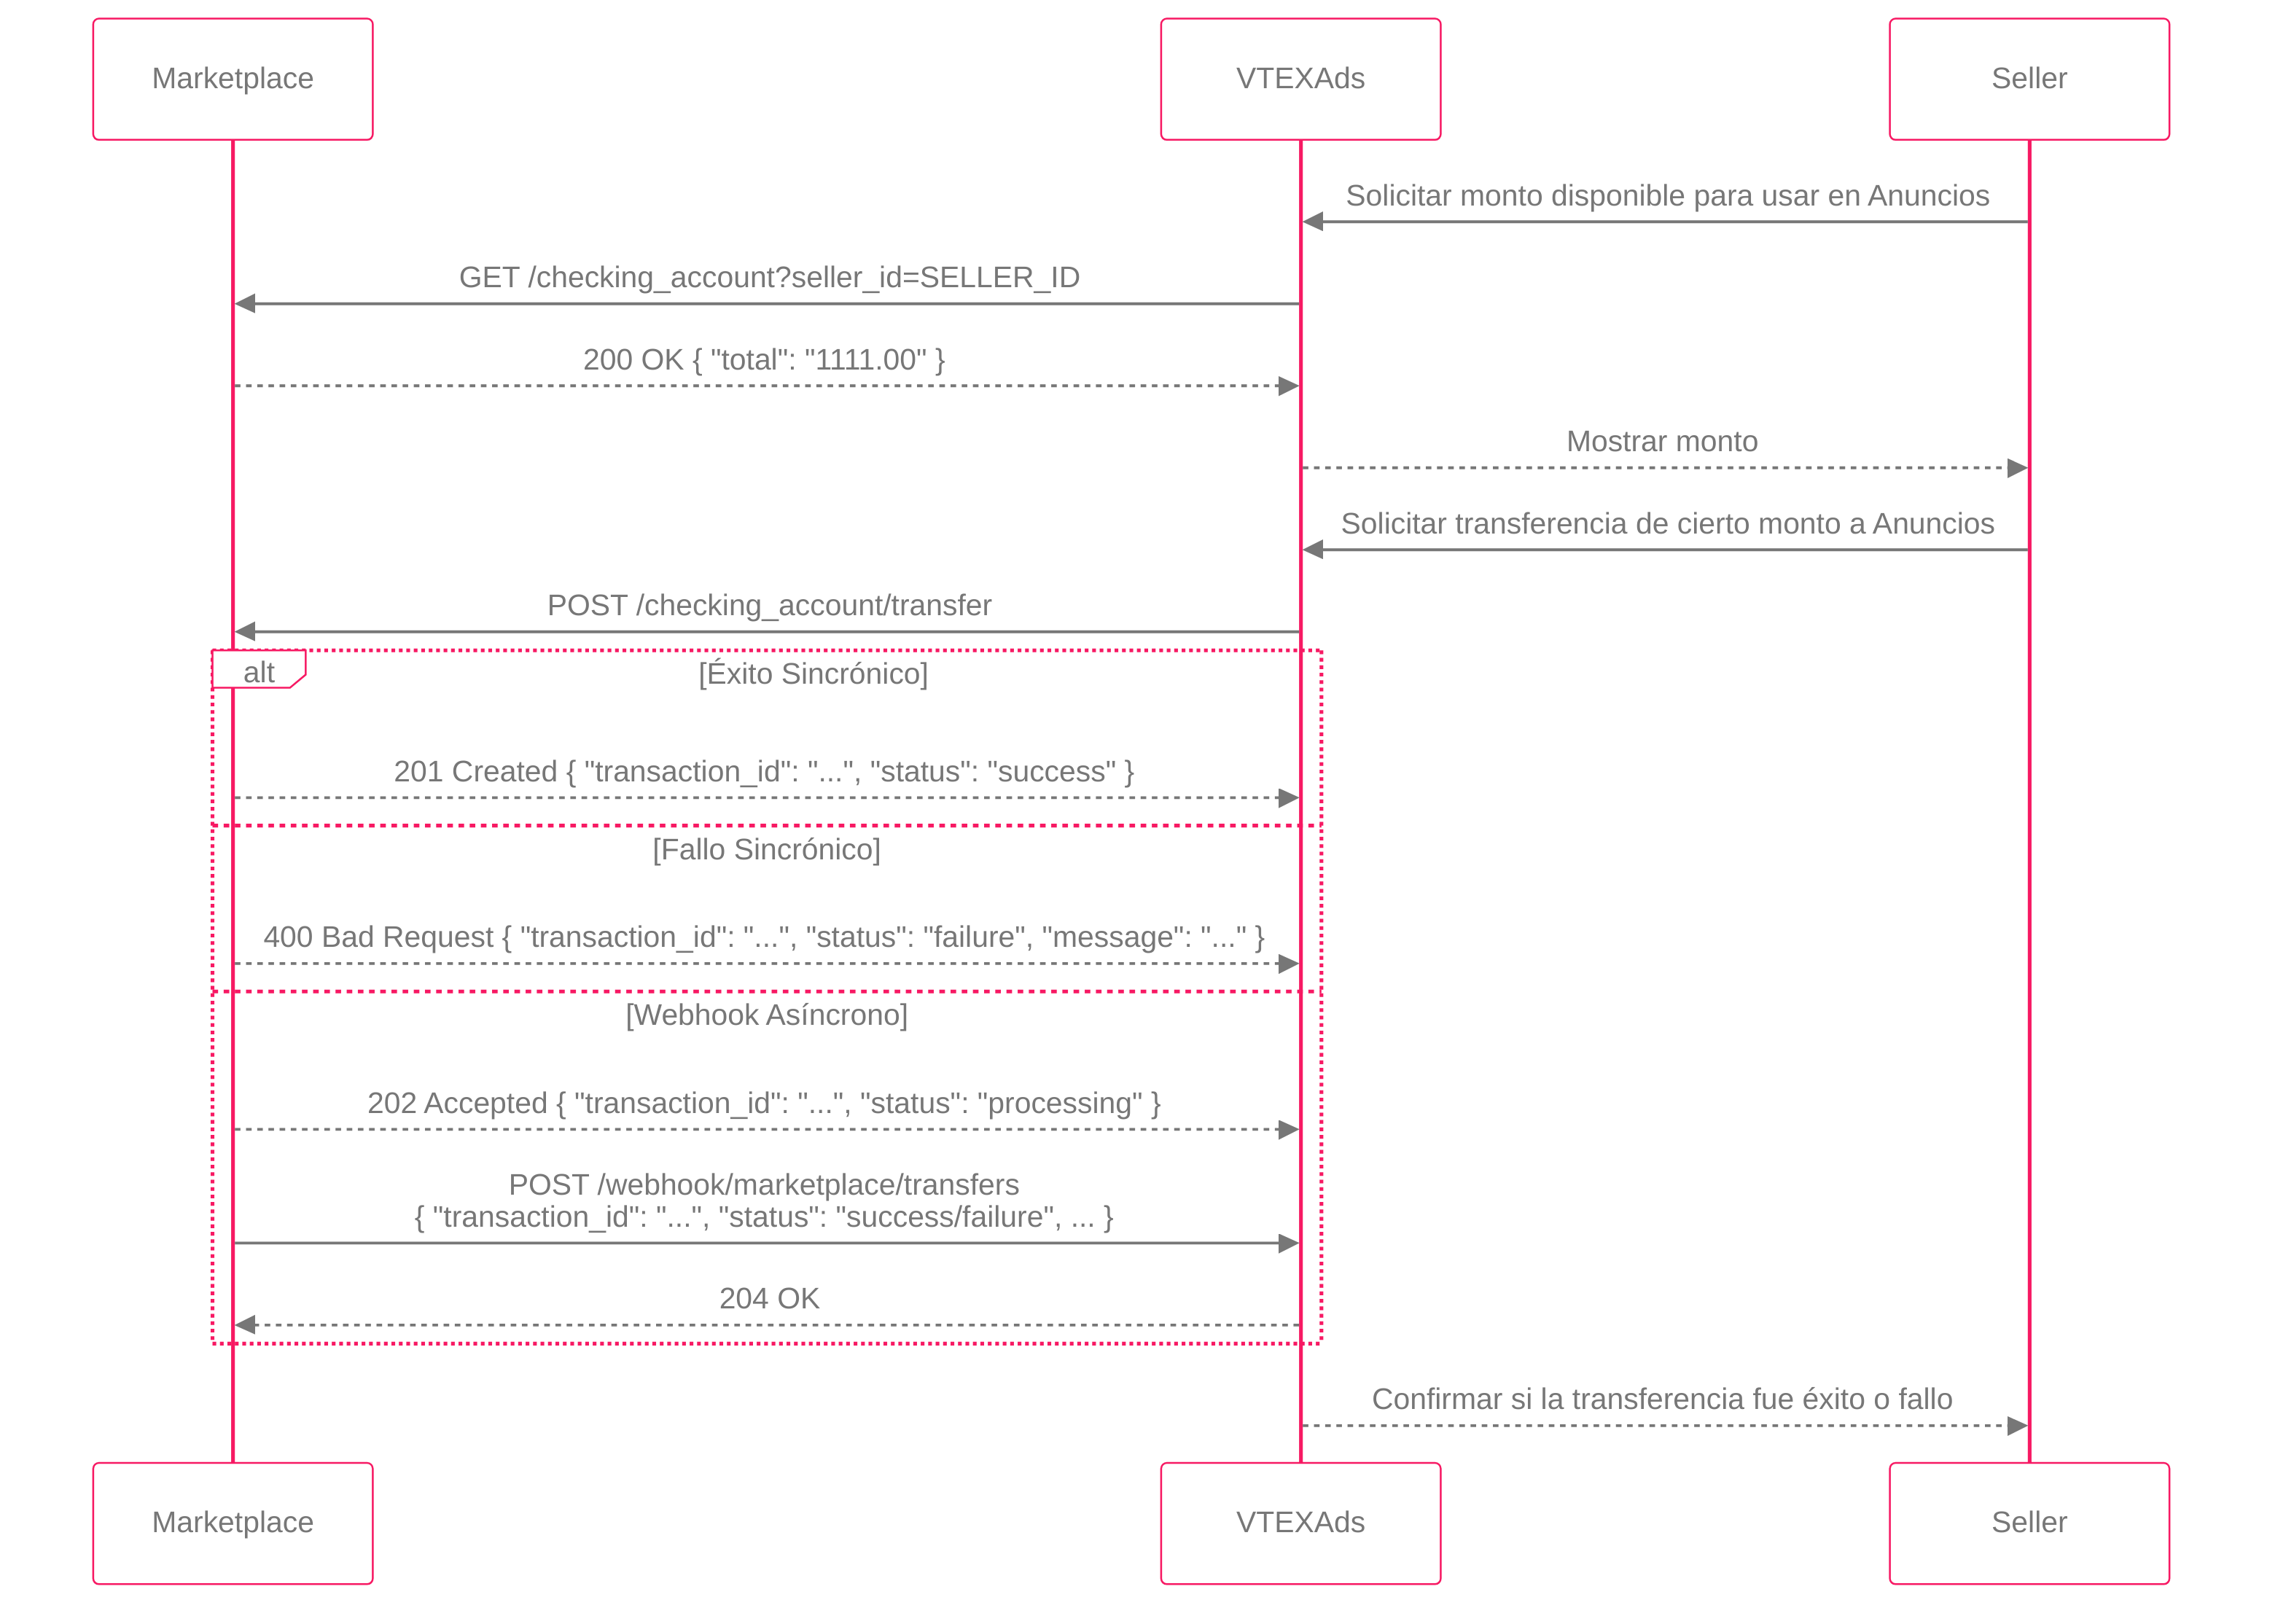 Marketplace
VTEXAds
Seller
Solicitar monto disponible para usar en Anuncios
GET /checking_account?seller_id=SELLER_ID
200 OK { "total": "1111.00" }
Mostrar monto
Solicitar transferencia de cierto monto a Anuncios
POST /checking_account/transfer
alt
[Éxito Sincrónico]
201 Created { "transaction_id": "...", "status": "success" }
[Fallo Sincrónico]
400 Bad Request { "transaction_id": "...", "status": "failure", "message": "..." }
[Webhook Asíncrono]
202 Accepted { "transaction_id": "...", "status": "processing" }
POST /webhook/marketplace/transfers
{ "transaction_id": "...", "status": "success/failure", ... }
204 OK
Confirmar si la transferencia fue éxito o fallo
Marketplace
VTEXAds
Seller